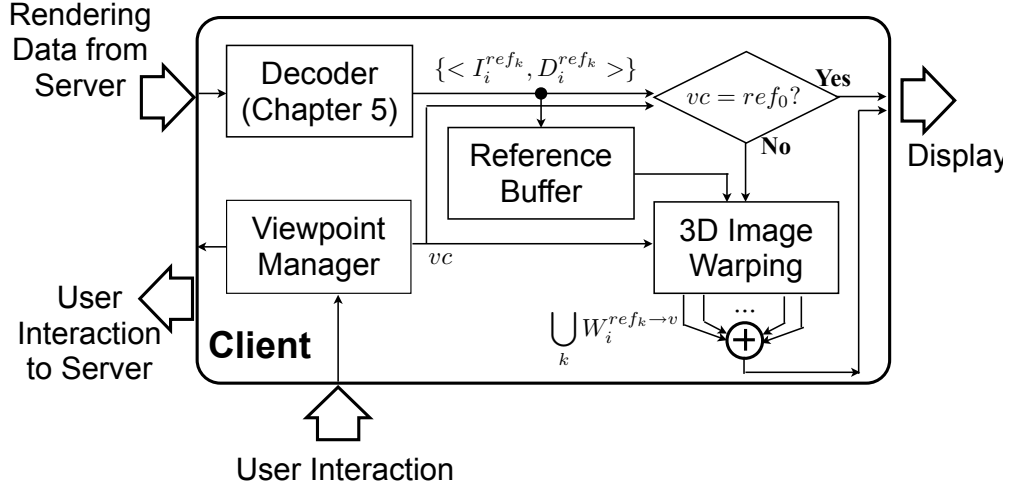 Rendering
Data from
Server
Decoder
(Chapter 5)
{< I_i^{ref_k}, D_i^{ref_k} >}
vc = ref_0?
Yes
No
Display
Reference
Buffer
Viewpoint
Manager
vc
3D Image
Warping
...
⋃_k W_i^{ref_k→v}
+
User
Interaction
to Server
Client
User Interaction